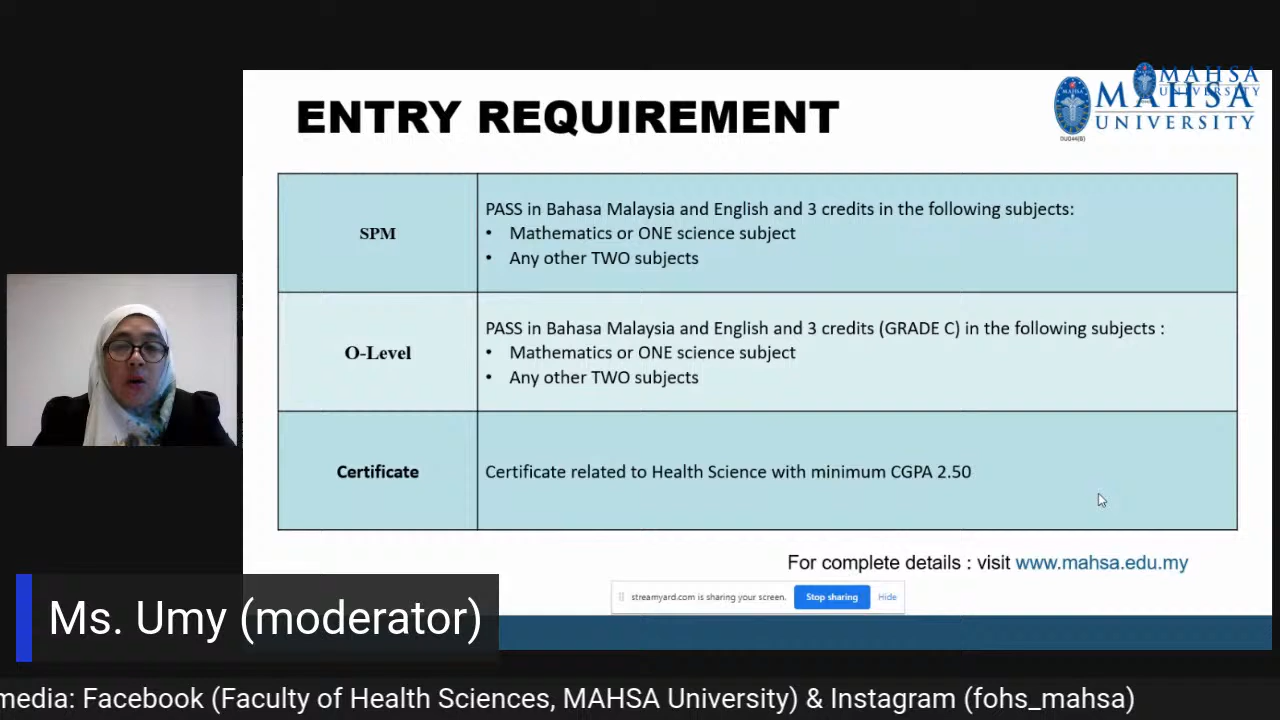 ENTRY REQUIREMENT
MAHSA
UNIVERSITY
MAHSA
UNIVERSITY
DU044(B)
SPM
PASS in Bahasa Malaysia and English and 3 credits in the following subjects:
• Mathematics or ONE science subject
• Any other TWO subjects
O-Level
PASS in Bahasa Malaysia and English and 3 credits (GRADE C) in the following subjects :
• Mathematics or ONE science subject
• Any other TWO subjects
Certificate
Certificate related to Health Science with minimum CGPA 2.50
For complete details : visit www.mahsa.edu.my
streamyard.com is sharing your screen.
Stop sharing
Hide
Ms. Umy (moderator)
media: Facebook (Faculty of Health Sciences, MAHSA University) & Instagram (fohs_mahsa)